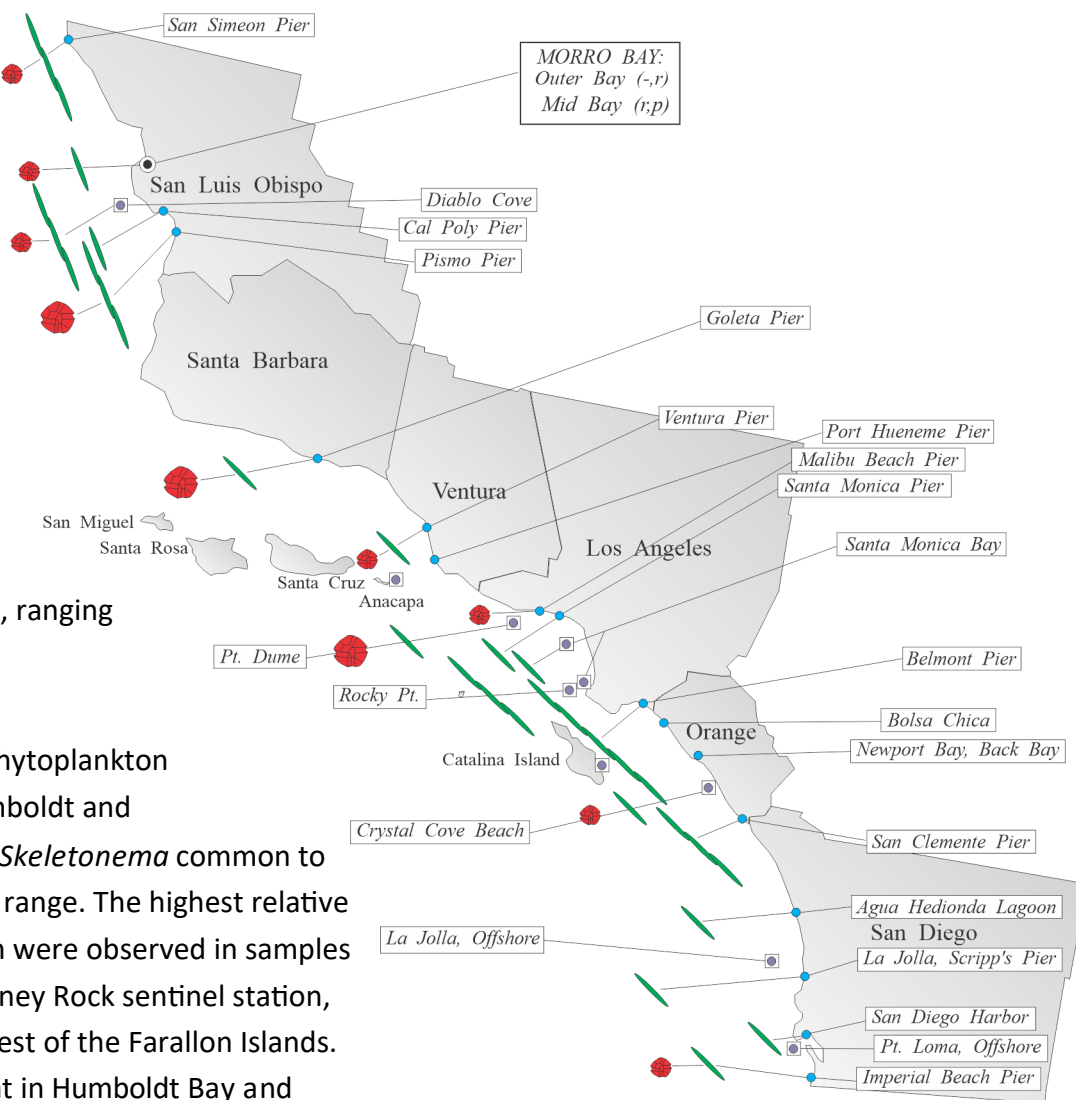 San Simeon Pier
MORRO BAY:
Outer Bay (-,r)
Mid Bay (r,p)
San Luis Obispo
Diablo Cove
Cal Poly Pier
Pismo Pier
Goleta Pier
Santa Barbara
Ventura Pier
Port Hueneme Pier
Malibu Beach Pier
Santa Monica Pier
Ventura
San Miguel
Santa Rosa
Los Angeles
Santa Monica Bay
Santa Cruz
Anacapa
, ranging
Pt. Dume
Belmont Pier
Rocky Pt.
Bolsa Chica
Orange
Newport Bay, Back Bay
Catalina Island
hytoplankton
nboldt and
Crystal Cove Beach
San Clemente Pier
Skeletonema common to
range. The highest relative
Agua Hedionda Lagoon
San Diego
n were observed in samples
La Jolla, Offshore
La Jolla, Scripp's Pier
ney Rock sentinel station,
San Diego Harbor
est of the Farallon Islands.
Pt. Loma, Offshore
Imperial Beach Pier
t in Humboldt Bay and